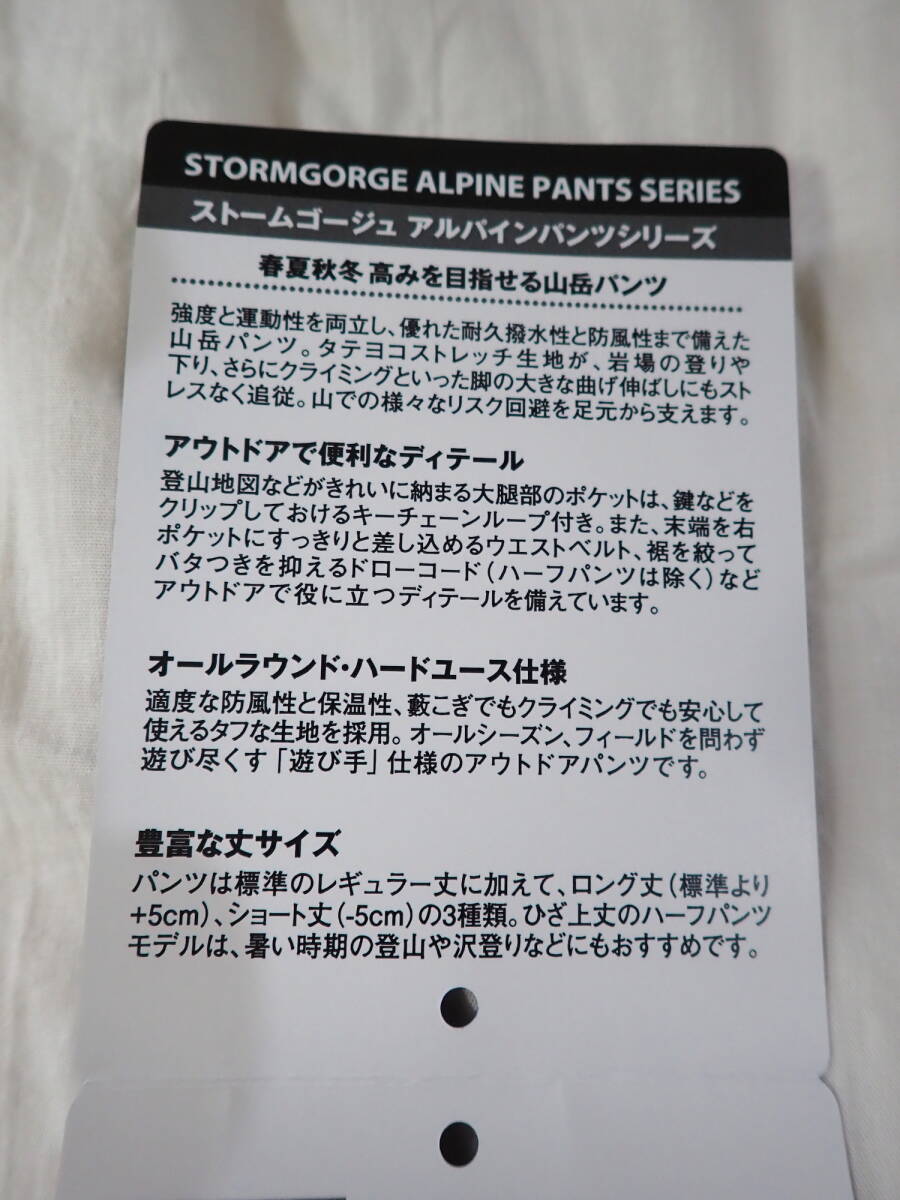 STORMGORGE ALPINE PANTS SERIES
ストームゴージュ アルパインパンツシリーズ
春夏秋冬 高みを目指せる山岳パンツ
強度と運動性を両立し、優れた耐久撥水性と防風性まで備えた
山岳パンツ。タテヨコストレッチ生地が、岩場の登りや
下り、さらにクライミングといった脚の大きな曲げ伸ばしにもスト
レスなく追従。山での様々なリスク回避を足元から支えます。
アウトドアで便利なディテール
登山地図などがきれいに納まる大腿部のポケットは、鍵などを
クリップしておけるキーチェーンループ付き。また、末端を右
ポケットにすっきりと差し込めるウエストベルト、裾を絞って
バタつきを抑えるドローコード(ハーフパンツは除く)など
アウトドアで役に立つディテールを備えています。
オールラウンド・ハードユース仕様
適度な防風性と保温性、藪こぎでもクライミングでも安心して
使えるタフな生地を採用。オールシーズン、フィールドを問わず
遊び尽くす「遊び手」仕様のアウトドアパンツです。
豊富な丈サイズ
パンツは標準のレギュラー丈に加えて、ロング丈(標準より
+5cm)、ショート丈(-5cm)の3種類。ひざ上丈のハーフパンツ
モデルは、暑い時期の登山や沢登りなどにもおすすめです。